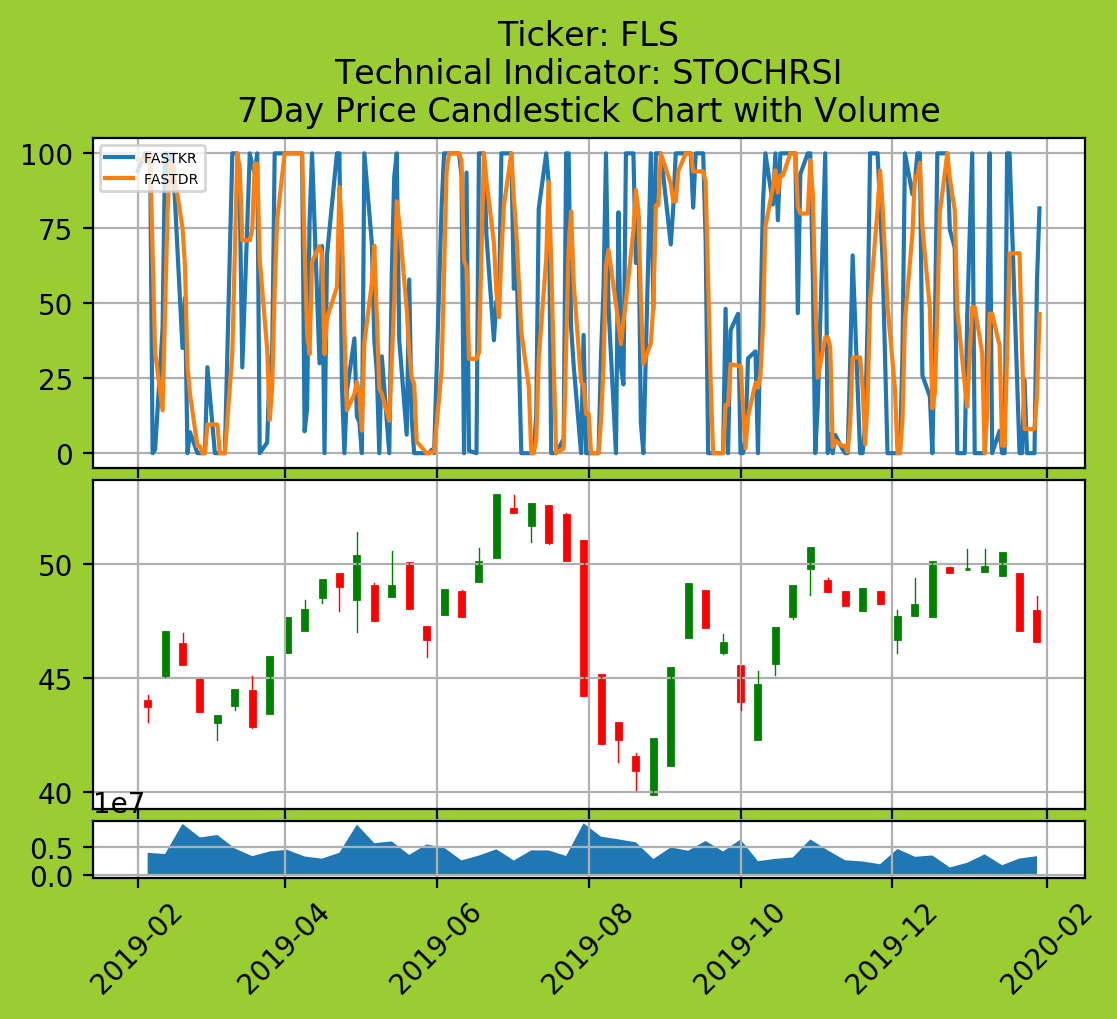 Ticker: FLS
Technical Indicator: STOCHRSI
7Day Price Candlestick Chart with Volume
100
75
50
25
0
FASTKR
FASTDR
50
45
40
1e7
0.5
0.0
2019-02
2019-04
2019-06
2019-08
2019-10
2019-12
2020-02